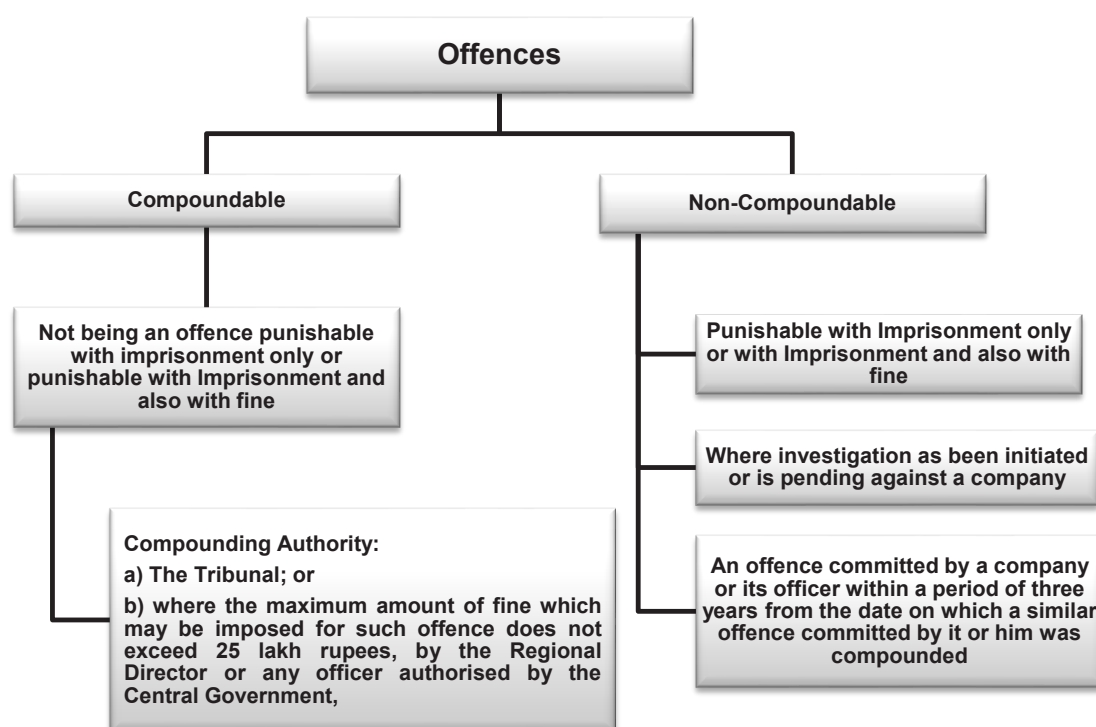 Offences
Compoundable
Not being an offence punishable
with imprisonment only or
punishable with Imprisonment and
also with fine
Compounding Authority:
a) The Tribunal; or
b) where the maximum amount of fine which
may be imposed for such offence does not
exceed 25 lakh rupees, by the Regional
Director or any officer authorised by the
Central Government,
Non-Compoundable
Punishable with Imprisonment only
or with Imprisonment and also with
fine
Where investigation as been initiated
or is pending against a company
An offence committed by a company
or its officer within a period of three
years from the date on which a similar
offence committed by it or him was
compounded